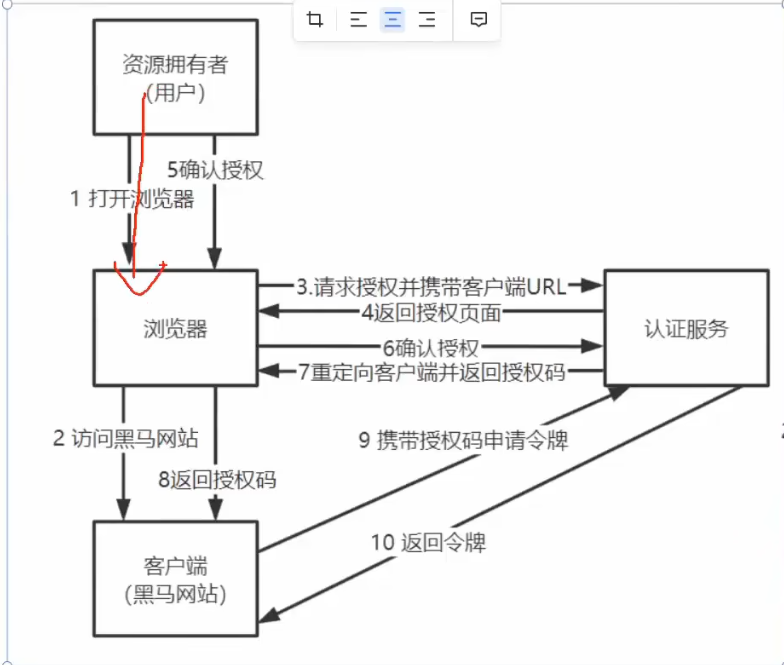 资源拥有者
(用户)
5确认授权
1 打开浏览器
3.请求授权并携带客户端URL
4返回授权页面
浏览器
认证服务
6确认授权
7重定向客户端并返回授权码
2 访问黑马网站
9 携带授权码申请令牌
8返回授权码
10 返回令牌
客户端
(黑马网站)